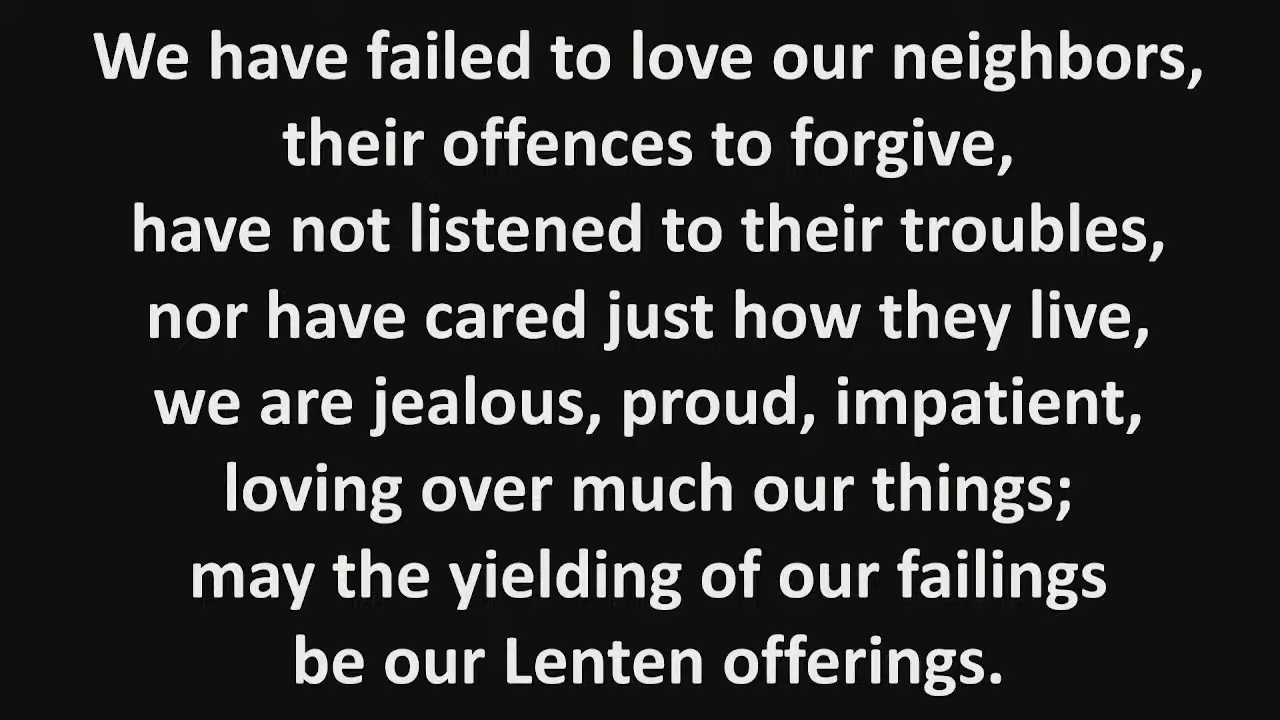 We have failed to love our neighbors,
their offences to forgive,
have not listened to their troubles,
nor have cared just how they live,
we are jealous, proud, impatient,
loving over much our things;
may the yielding of our failings
be our Lenten offerings.